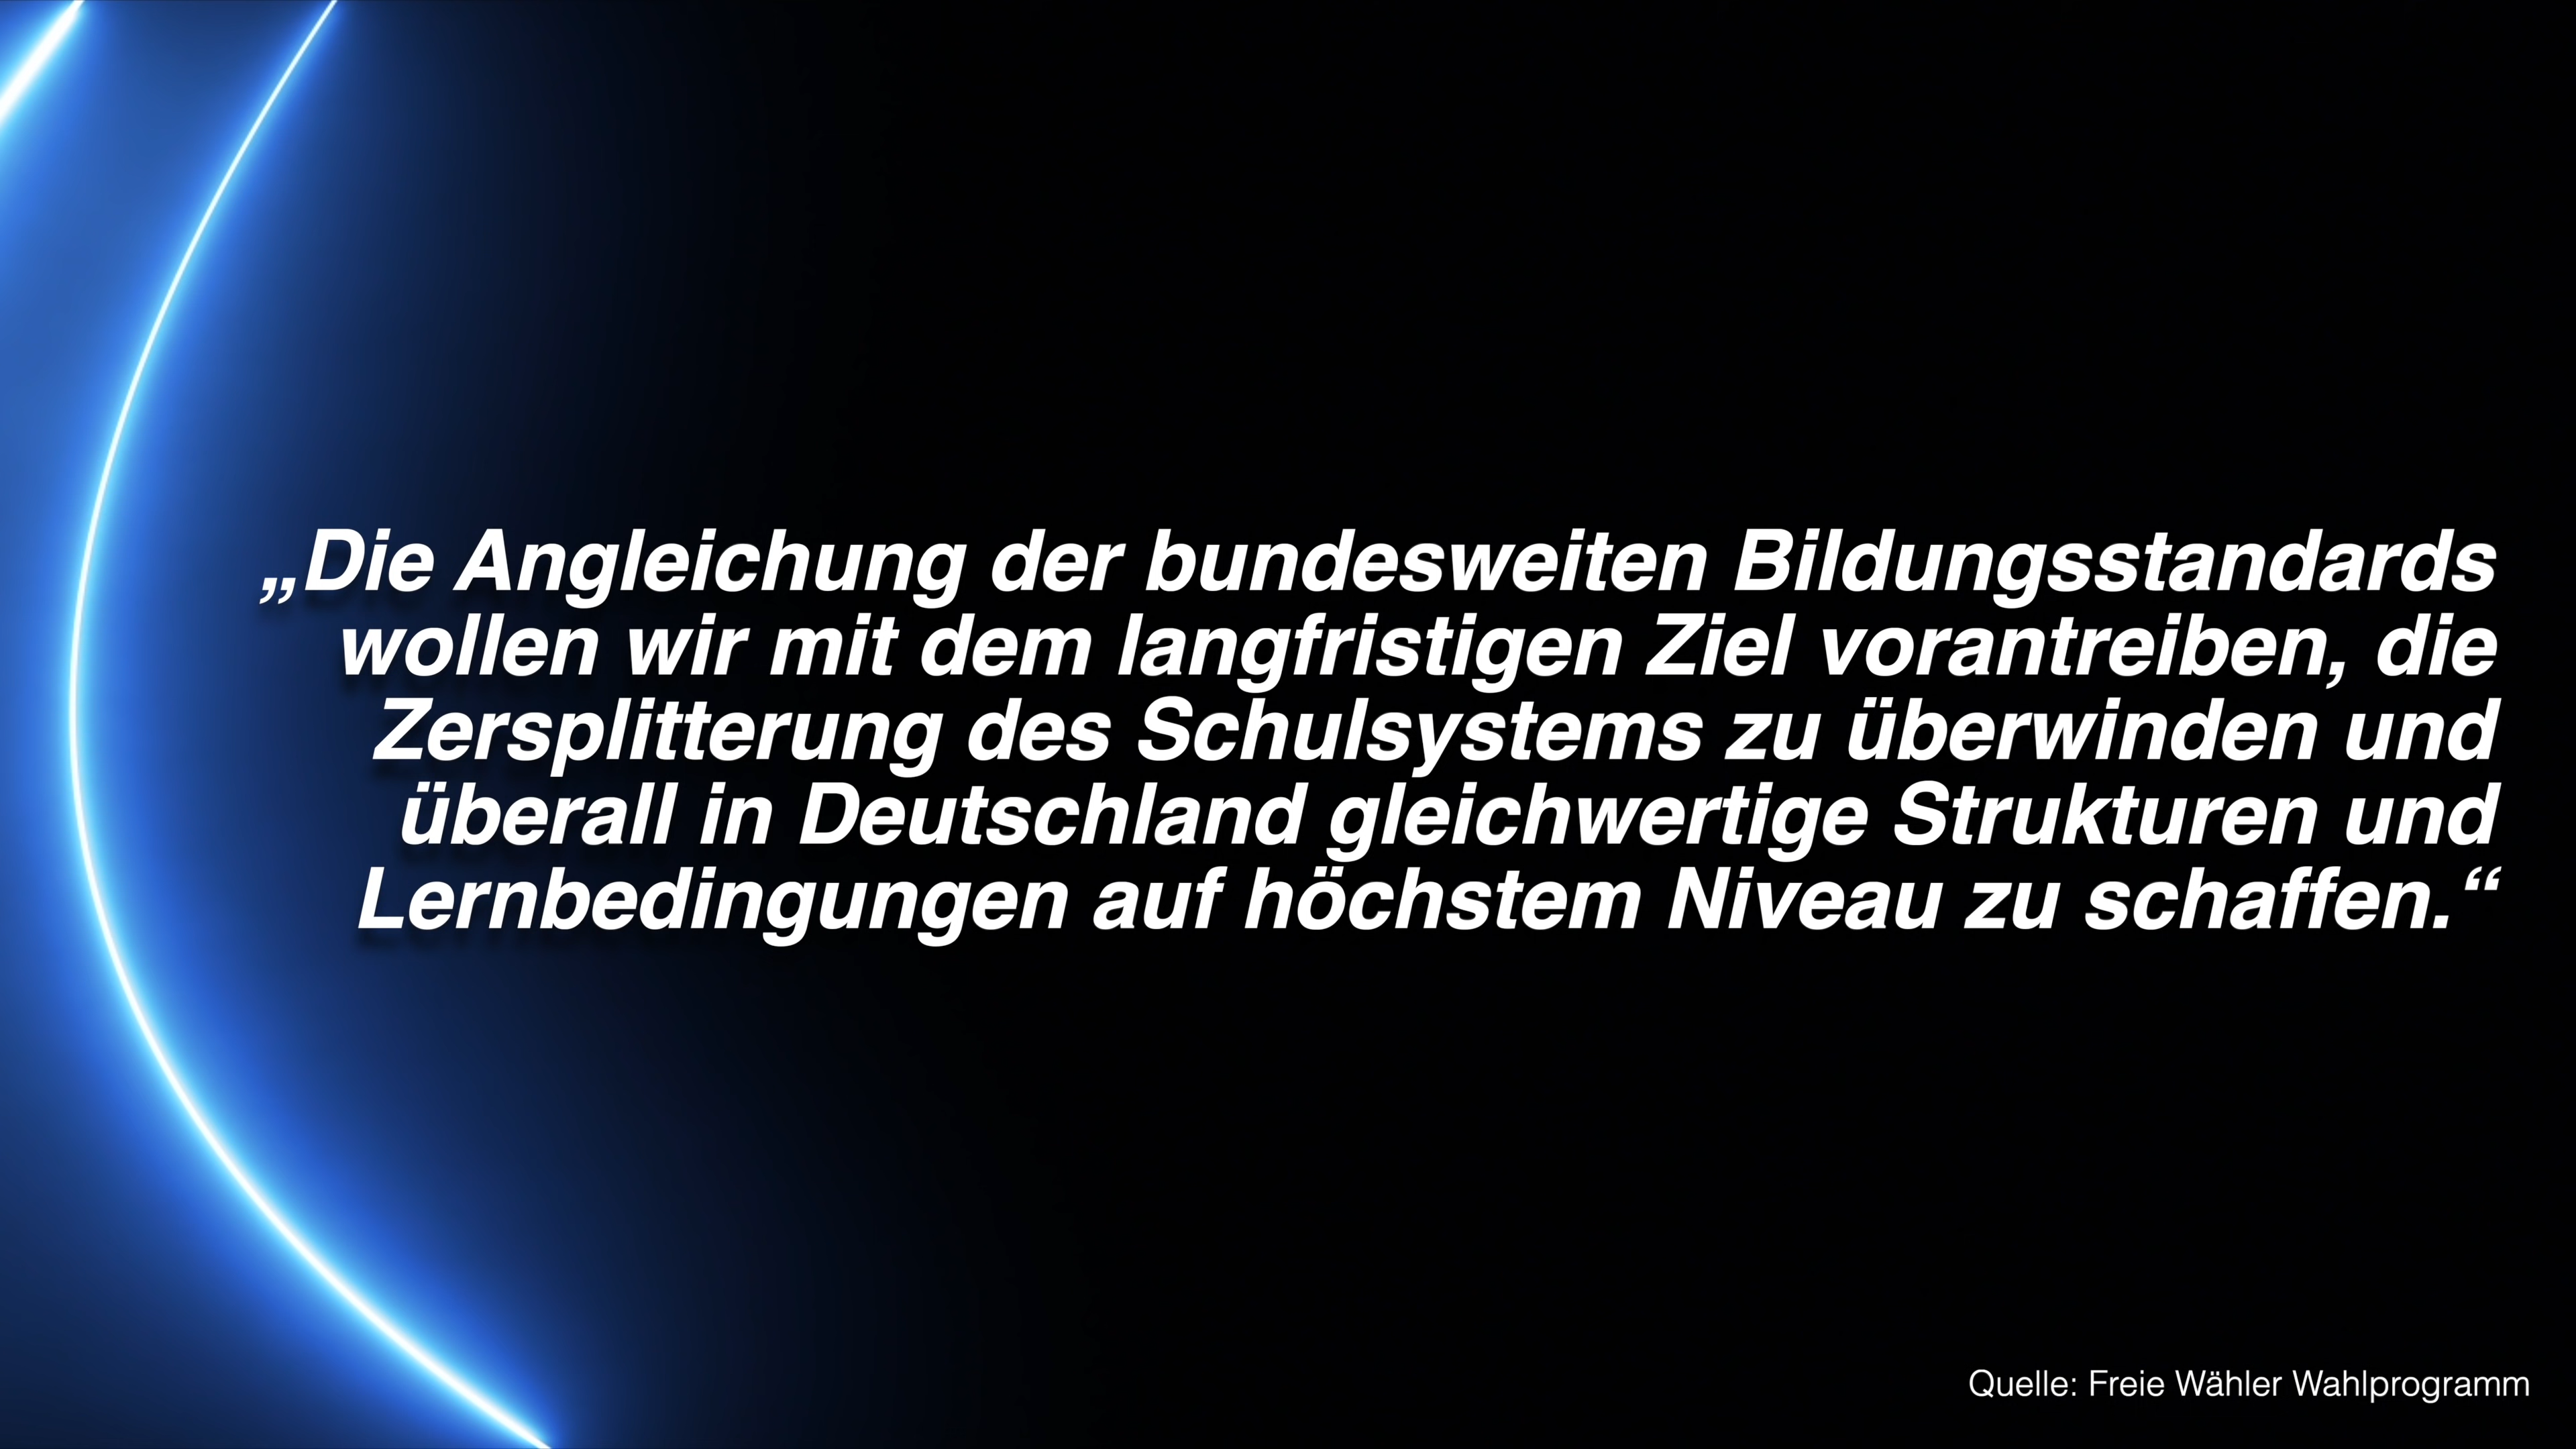 „Die Angleichung der bundesweiten Bildungsstandards
wollen wir mit dem langfristigen Ziel vorantreiben, die
Zersplitterung des Schulsystems zu überwinden und
überall in Deutschland gleichwertige Strukturen und
Lernbedingungen auf höchstem Niveau zu schaffen.“
Quelle: Freie Wähler Wahlprogramm